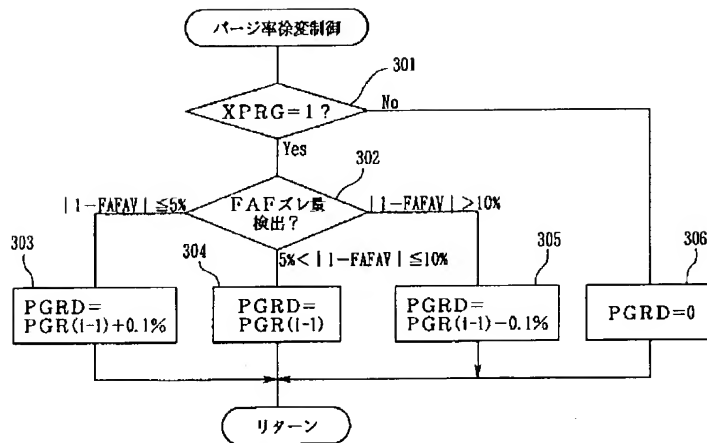 パージ率徐変制御
301
XPRG=1?
No
Yes
302
FAFズレ量
検出?
|1-FAFAV|≦5%
|1-FAFAV|>10%
5%<|1-FAFAV|≦10%
303
304
305
306
PGRD=
PGR(i-1)+0.1%
PGRD=
PGR(i-1)
PGRD=
PGR(i-1)-0.1%
PGRD=0
リターン